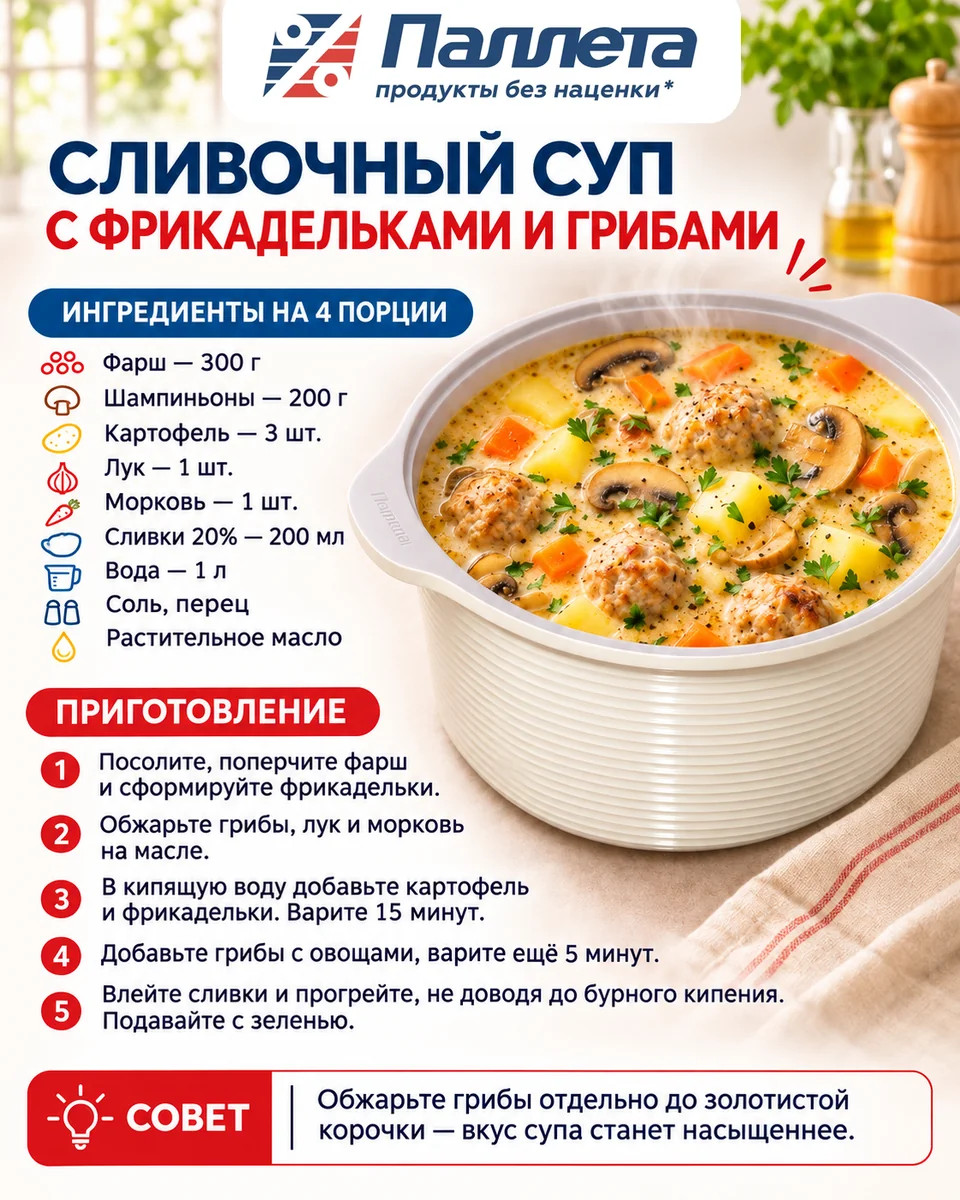 Паллета
продукты без наценки*
СЛИВОЧНЫЙ СУП
С ФРИКАДЕЛЬКАМИ И ГРИБАМИ
ИНГРЕДИЕНТЫ НА 4 ПОРЦИИ
Фарш — 300 г
Шампиньоны — 200 г
Картофель — 3 шт.
Лук — 1 шт.
Морковь — 1 шт.
Сливки 20% — 200 мл
Вода — 1 л
Соль, перец
Растительное масло
ПРИГОТОВЛЕНИЕ
1 Посолите, поперчите фарш
и сформируйте фрикадельки.
2 Обжарьте грибы, лук и морковь
на масле.
3 В кипящую воду добавьте картофель
и фрикадельки. Варите 15 минут.
4 Добавьте грибы с овощами, варите ещё 5 минут.
5 Влейте сливки и прогрейте, не доводя до бурного кипения.
Подавайте с зеленью.
СОВЕТ
Обжарьте грибы отдельно до золотистой
корочки — вкус супа станет насыщеннее.